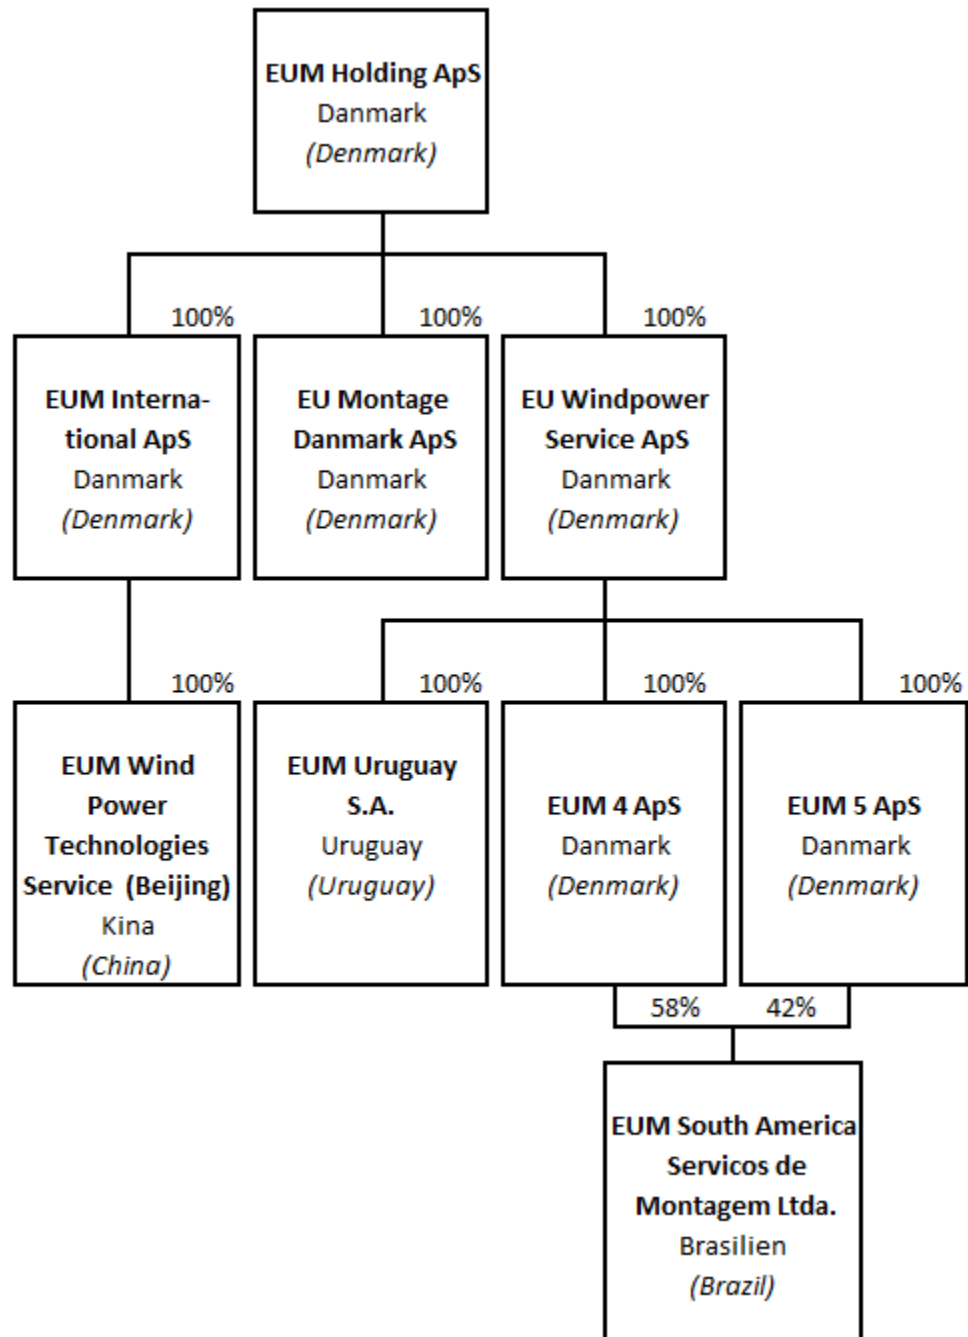 EUM Holding ApS
Danmark
(Denmark)
100%
100%
100%
EUM Interna-
tional ApS
Danmark
(Denmark)
EU Montage
Danmark ApS
Danmark
(Denmark)
EU Windpower
Service ApS
Danmark
(Denmark)
100%
100%
100%
100%
EUM Wind
Power
Technologies
Service (Beijing)
Kina
(China)
EUM Uruguay
S.A.
Uruguay
(Uruguay)
EUM 4 ApS
Danmark
(Denmark)
EUM 5 ApS
Danmark
(Denmark)
58%
42%
EUM South America
Servicos de
Montagem Ltda.
Brasilien
(Brazil)